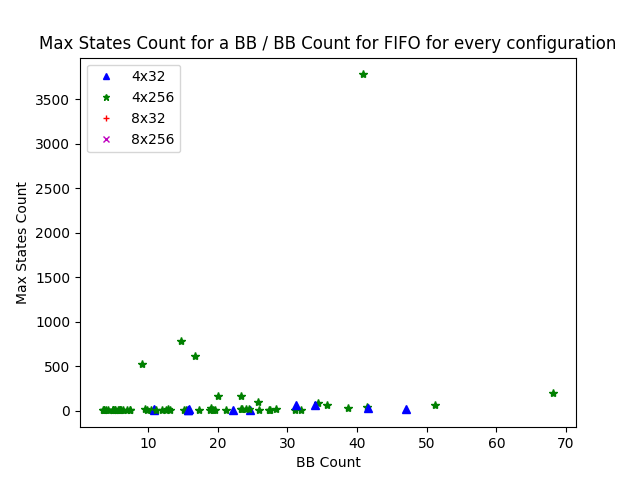 Max States Count for a BB / BB Count for FIFO for every configuration
4x32
4x256
8x32
8x256
3500
3000
2500
2000
1500
1000
500
0
Max States Count
10 20 30 40 50 60 70
BB Count